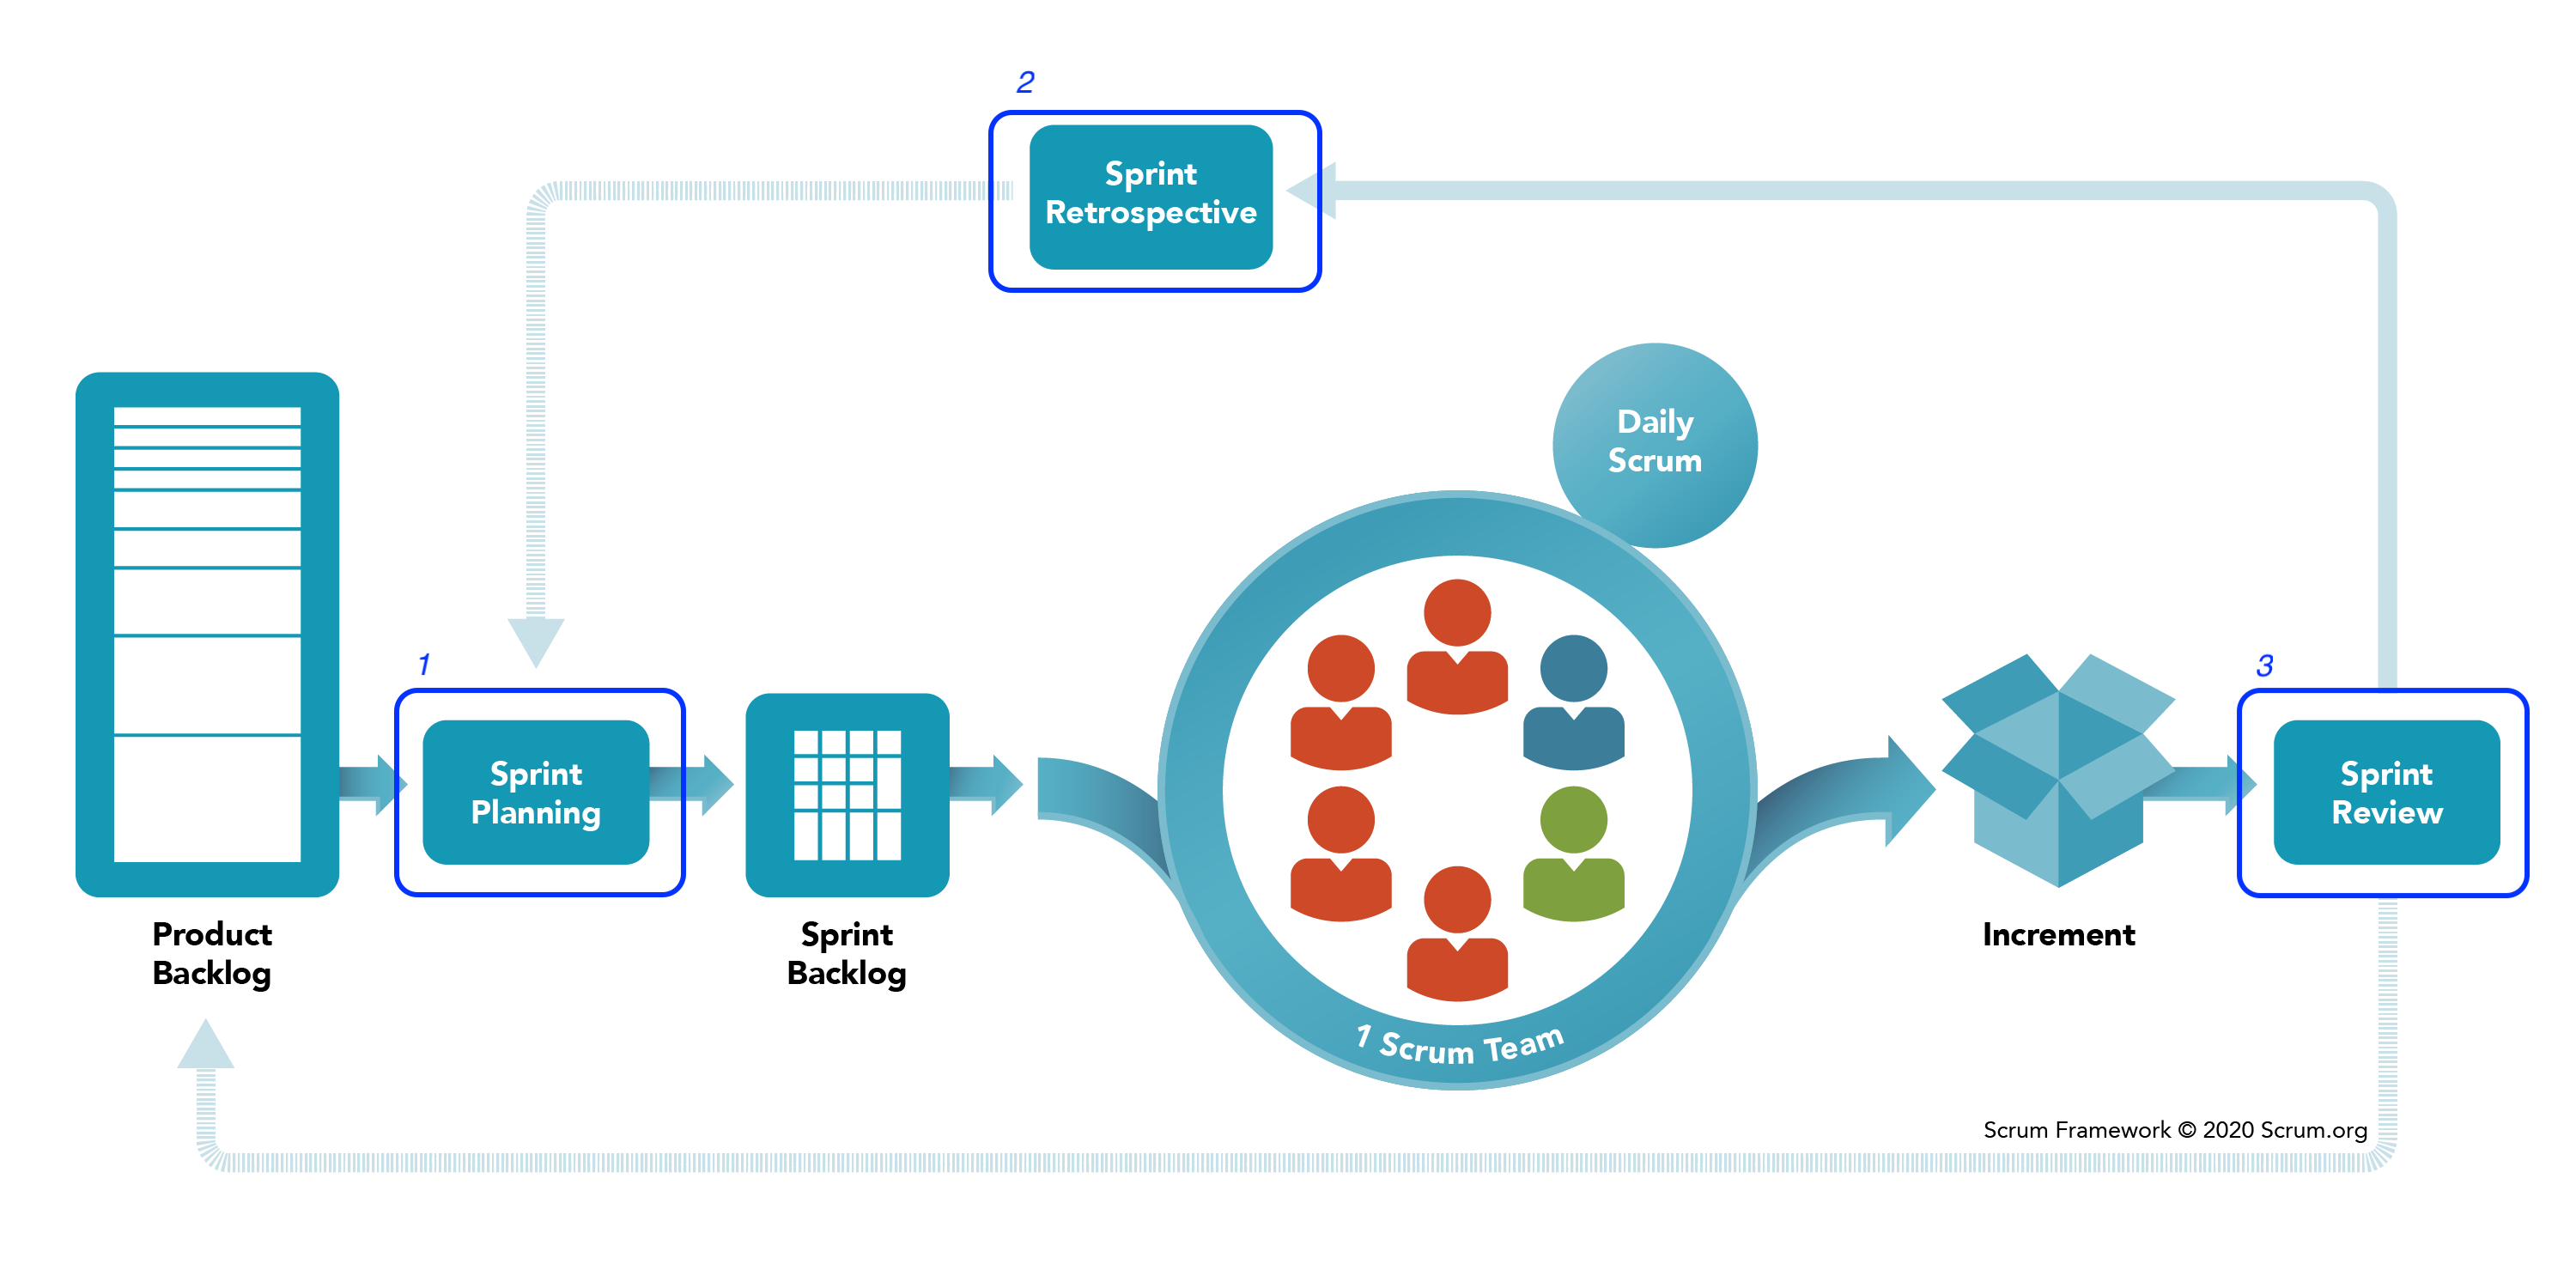 2
Sprint
Retrospective
Daily
Scrum
1
Sprint
Planning
3
Sprint
Review
Product
Backlog
Sprint
Backlog
1 Scrum Team
Increment
Scrum Framework © 2020 Scrum.org